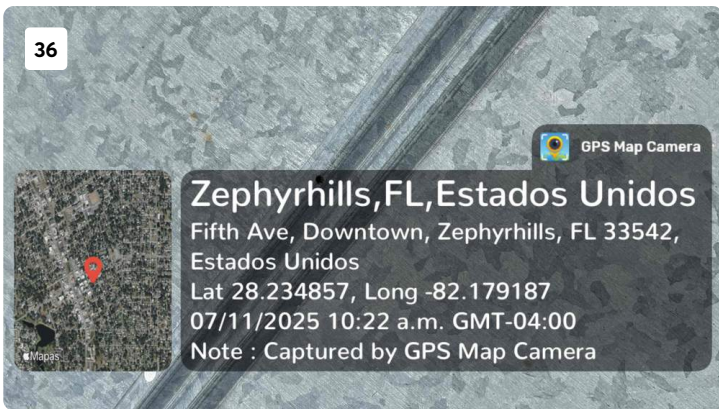 36
GPS Map Camera
Zephyrhills,FL,Estados Unidos
Fifth Ave, Downtown, Zephyrhills, FL 33542,
Estados Unidos
Lat 28.234857, Long -82.179187
07/11/2025 10:22 a.m. GMT-04:00
Note : Captured by GPS Map Camera
Mapas